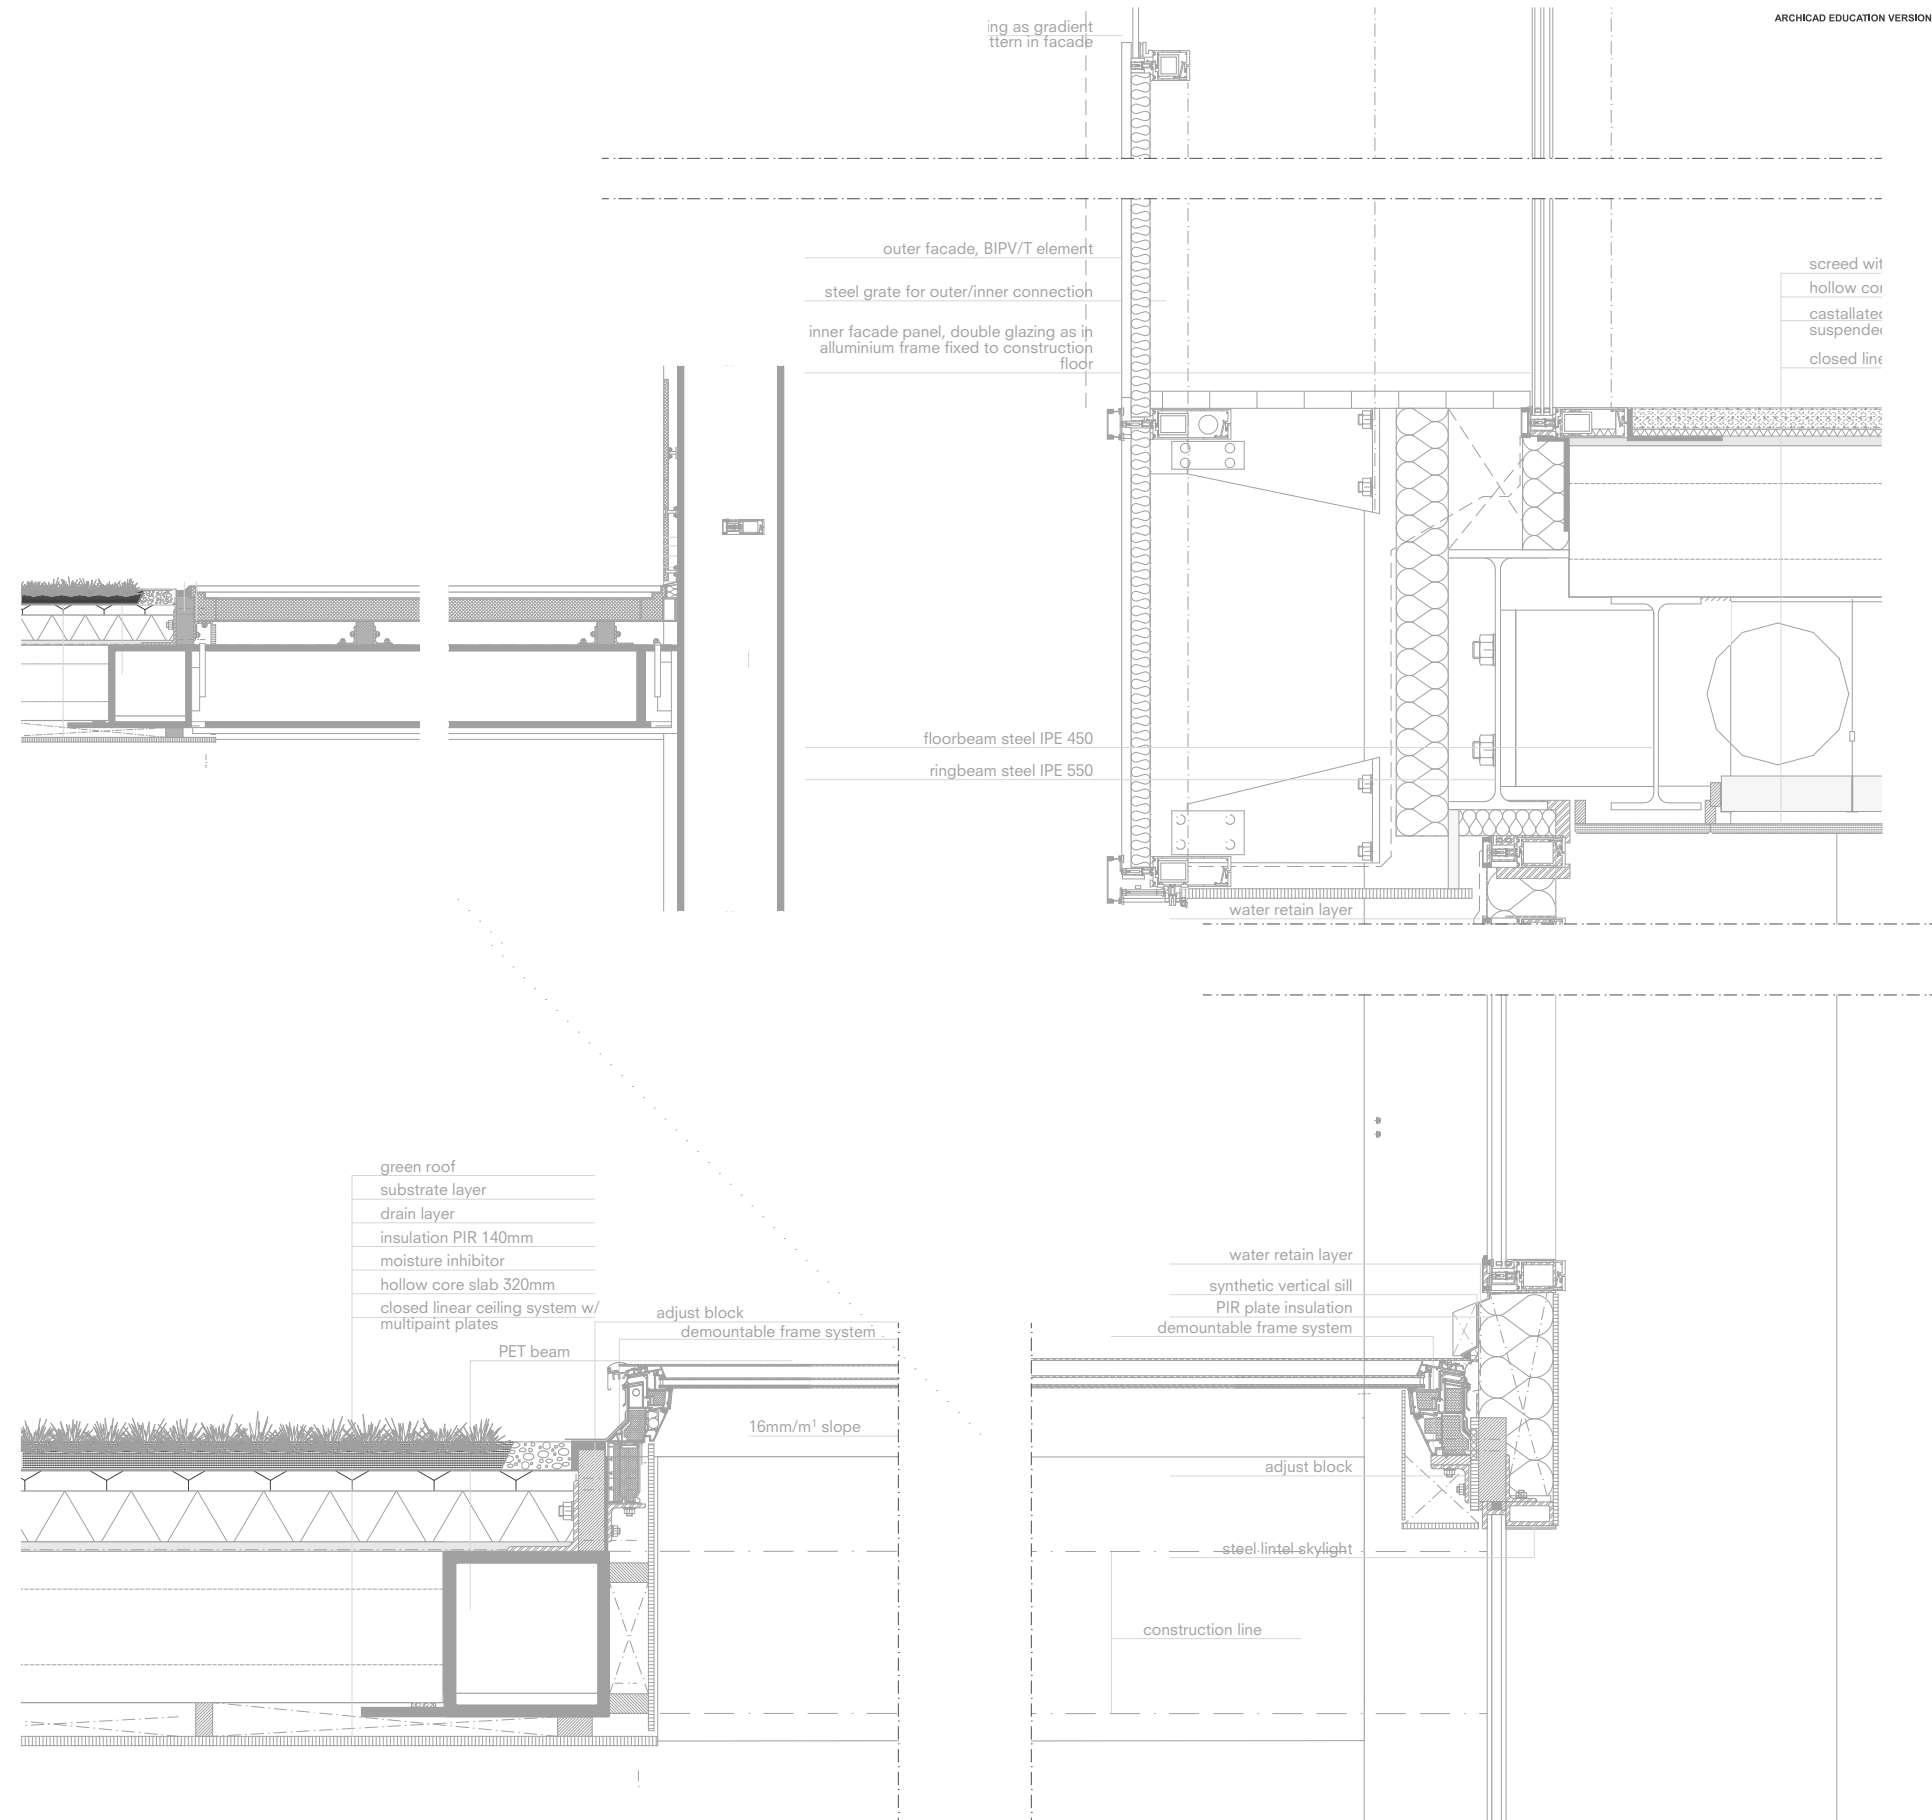 ARCHICAD EDUCATION VERSION
ing as gradient
ttern in facade
outer facade, BIPV/T element
steel grate for outer/inner connection
inner facade panel, double glazing as in
alluminium frame fixed to construction
floor
screed wit
hollow cor
castallated
suspended
closed line
floorbeam steel IPE 450
ringbeam steel IPE 550
water retain layer
green roof
substrate layer
drain layer
insulation PIR 140mm
moisture inhibitor
hollow core slab 320mm
closed linear ceiling system w/
multipaint plates
PET beam
adjust block
demountable frame system
16mm/m¹ slope
water retain layer
synthetic vertical sill
PIR plate insulation
demountable frame system
adjust block
steel lintel skylight
construction line